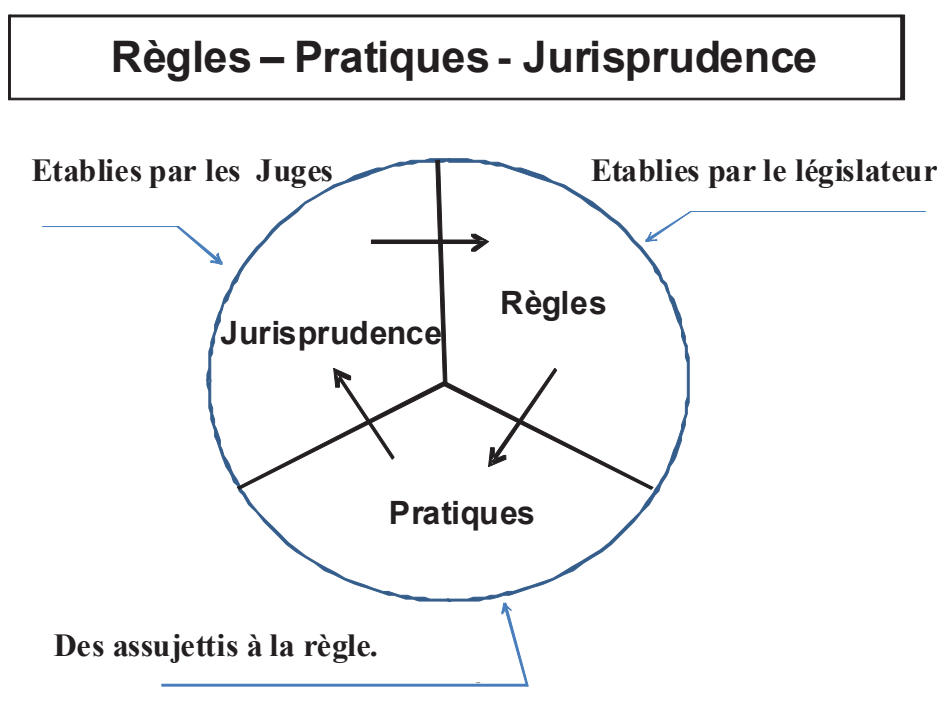 Règles – Pratiques - Jurisprudence
Etablies par les Juges
Etablies par le législateur
Règles
Jurisprudence
Pratiques
Des assujettis à la règle.